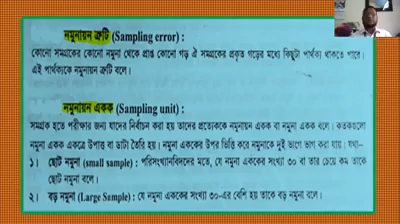 নমুনায়ন ত্রুটি (Sampling error) :
কোনো সমগ্রকের কোনো নমুনা থেকে প্রাপ্ত কোনো গড় ঐ সমগ্রকের প্রকৃত গড়ের মধ্যে কিছুটা পার্থক্য থাকতে পারে।
এই পার্থক্যকে নমুনায়ন ত্রুটি বলে।
নমুনায়ন একক (Sampling unit) :
সমগ্রক হতে পরীক্ষার জন্য যাদের নির্বাচন করা হয় তাদের প্রত্যেককে নমুনায়ন একক বা নমুনা একক বলে। কতকগুলো
নমুনা একক একত্রে উপাত্ত বা ডাটা তৈরি হয়। নমুনা এককের উপর ভিত্তি করে নমুনাকে দুই ভাগে ভাগ করা যায়। যথা—
১। ছোট নমুনা (small sample) : পরিসংখ্যানবিদদের মতে, যে নমুনা এককের সংখ্যা ৩০ বা তার চেয়ে কম তাকে
ছোট নমুনা বলে।
২। বড় নমুনা (Large Sample) : যে নমুনা এককের সংখ্যা ৩০-এর বেশি হয় তাকে বড় নমুনা বলে।